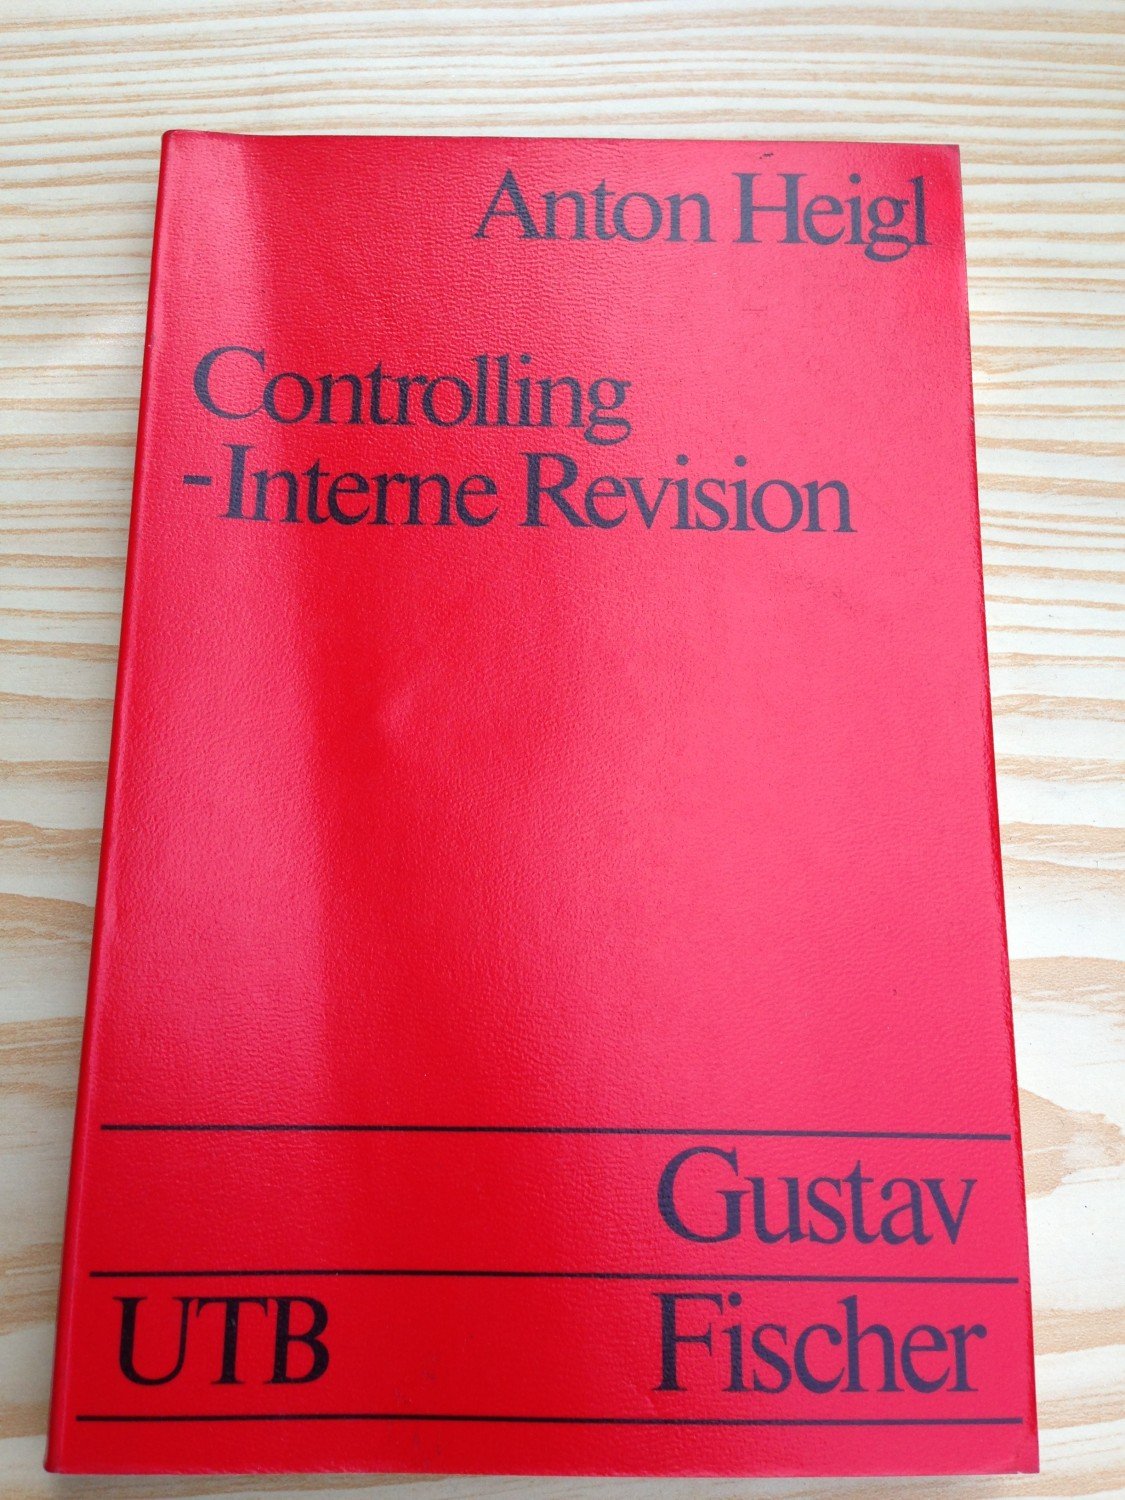 Anton Heigl
Controlling
-Interne Revision
Gustav
UTB Fischer